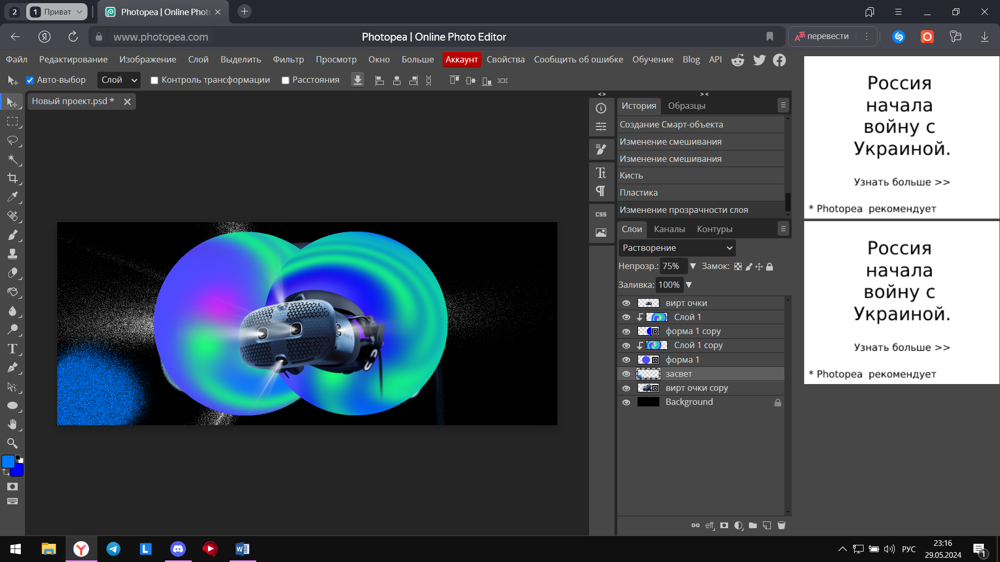 2
1 Приват
Photopea | Online Phot
www.photopea.com
Photopea | Online Photo Editor
перевести
Файл Редактирование Изображение Слой Выделить Фильтр Просмотр Окно Больше Аккаунт Свойства Сообщить об ошибке Обучение Blog API
Авто-выбор Слой Контроль трансформации Расстояния
Новый проект.psd *
История Образцы
Создание Смарт-объекта
Изменение смешивания
Изменение смешивания
Кисть
Пластика
Изменение прозрачности слоя
CSS
Слои Каналы Контуры
Растворение
Непрозр.: 75% Замок:
Заливка: 100%
вирт очки
Слой 1
форма 1 copy
Слой 1 copy
форма 1
засвет
вирт очки copy
Background
eff
VIVE
Россия
начала
войну с
Украиной.
Узнать больше >>
* Photopea рекомендует
Россия
начала
войну с
Украиной.
Узнать больше >>
* Photopea рекомендует
РУС
23:16
29.05.2024
1